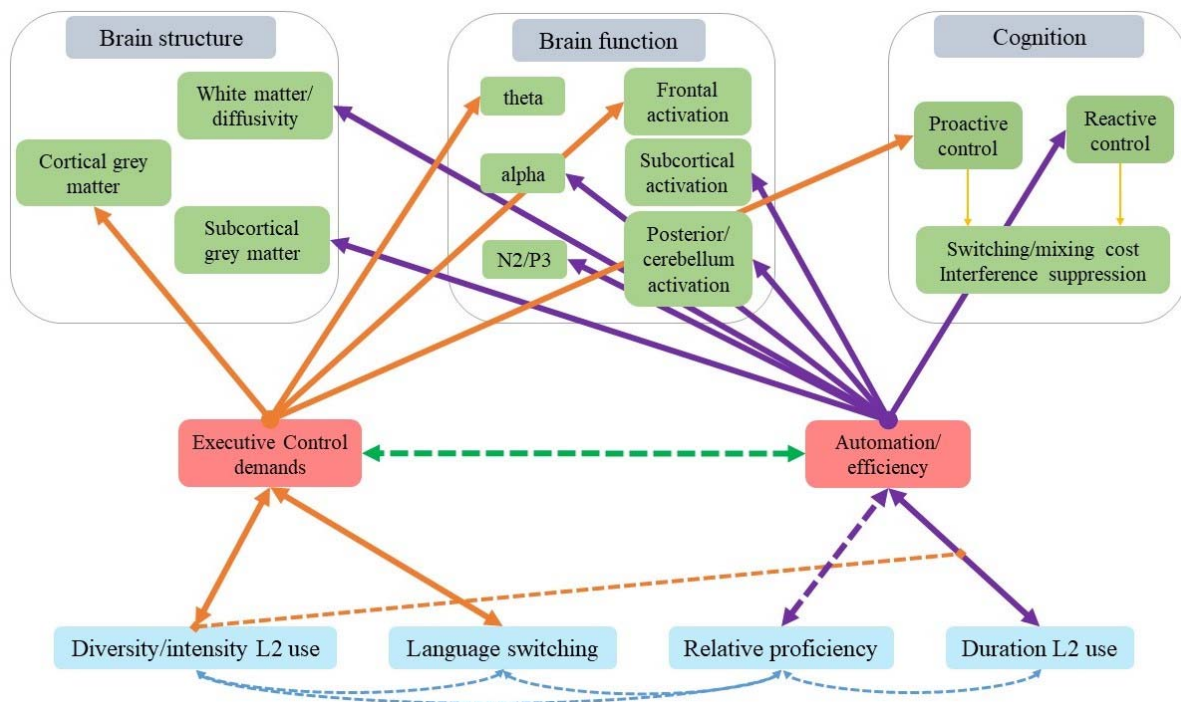 Brain structure
White matter/
diffusivity
Cortical grey
matter
Subcortical
grey matter
Brain function
theta
Frontal
activation
alpha
Subcortical
activation
N2/P3
Posterior/
cerebellum
activation
Cognition
Proactive
control
Reactive
control
Switching/mixing cost
Interference suppression
Executive Control
demands
Automation/
efficiency
Diversity/intensity L2 use
Language switching
Relative proficiency
Duration L2 use